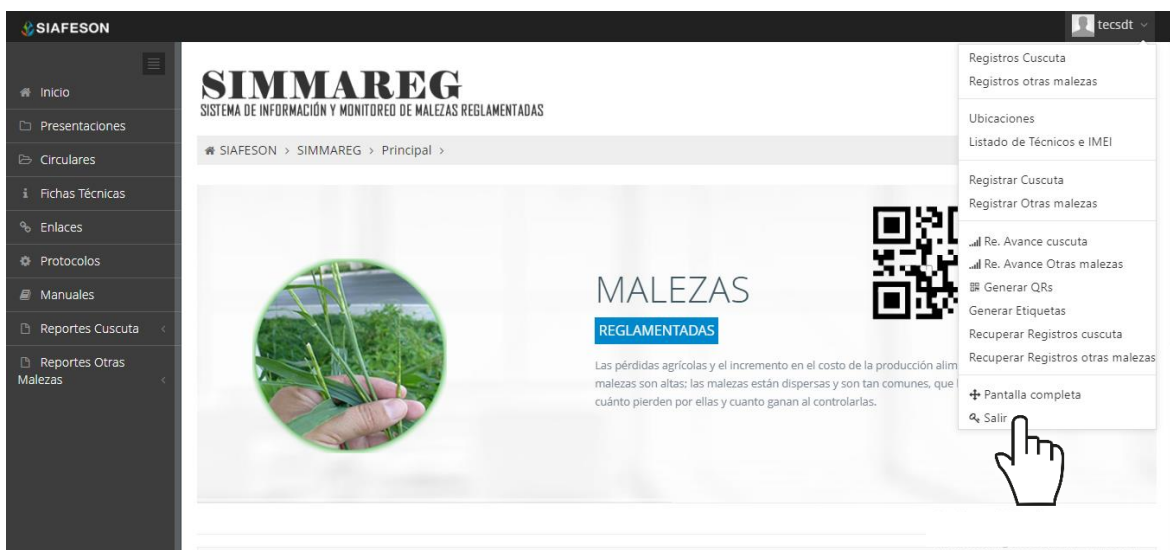 SIAFESON
tecsdt
Inicio
Presentaciones
Circulares
Fichas Técnicas
Enlaces
Protocolos
Manuales
Reportes Cuscuta
Reportes Otras
Malezas
SIMMAREG
SISTEMA DE INFORMACIÓN Y MONITOREO DE MALEZAS REGLAMENTADAS
SIAFESON > SIMMAREG > Principal >
MALEZAS
REGLAMENTADAS
Las pérdidas agrícolas y el incremento en el costo de la producción alim
malezas son altas; las malezas están dispersas y son tan comunes, que
cuánto pierden por ellas y cuanto ganan al controlarlas.
Registros Cuscuta
Registros otras malezas
Ubicaciones
Listado de Técnicos e IMEI
Registrar Cuscuta
Registrar Otras malezas
Re. Avance cuscuta
Re. Avance Otras malezas
Generar QRs
Generar Etiquetas
Recuperar Registros cuscuta
Recuperar Registros otras malezas
Pantalla completa
Salir